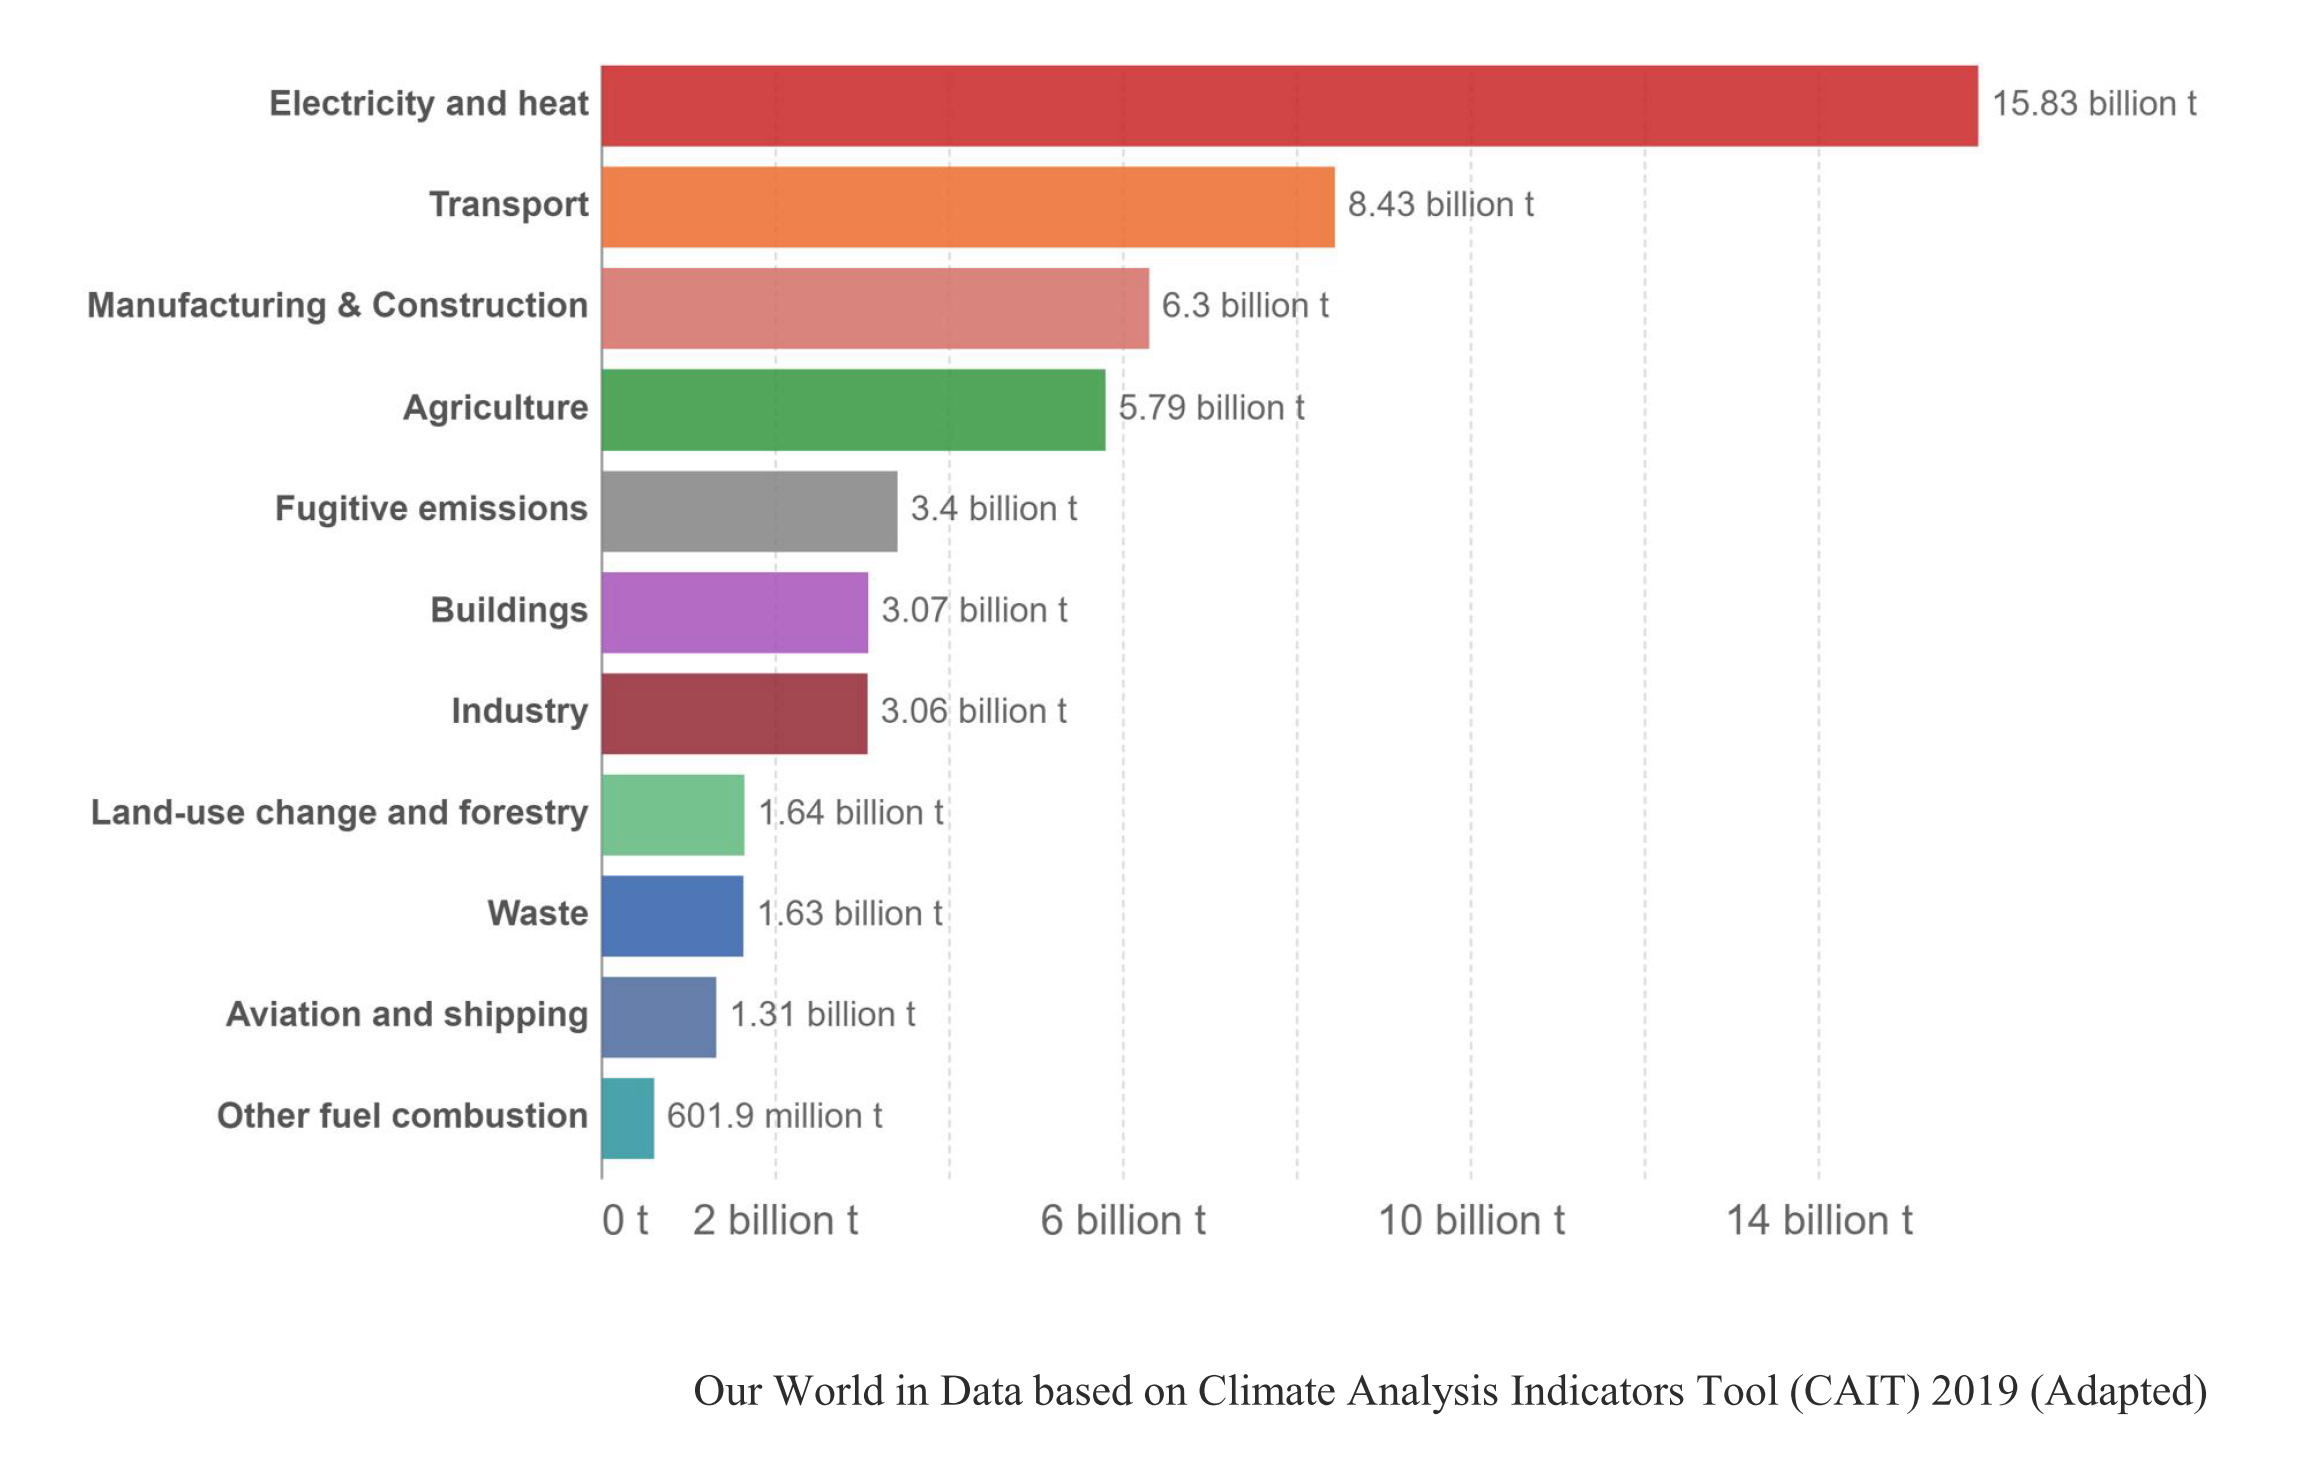 Electricity and heat 15.83 billion t
Transport 8.43 billion t
Manufacturing & Construction 6.3 billion t
Agriculture 5.79 billion t
Fugitive emissions 3.4 billion t
Buildings 3.07 billion t
Industry 3.06 billion t
Land-use change and forestry 1.64 billion t
Waste 1.63 billion t
Aviation and shipping 1.31 billion t
Other fuel combustion 601.9 million t
0 t 2 billion t 6 billion t 10 billion t 14 billion t
Our World in Data based on Climate Analysis Indicators Tool (CAIT) 2019 (Adapted)